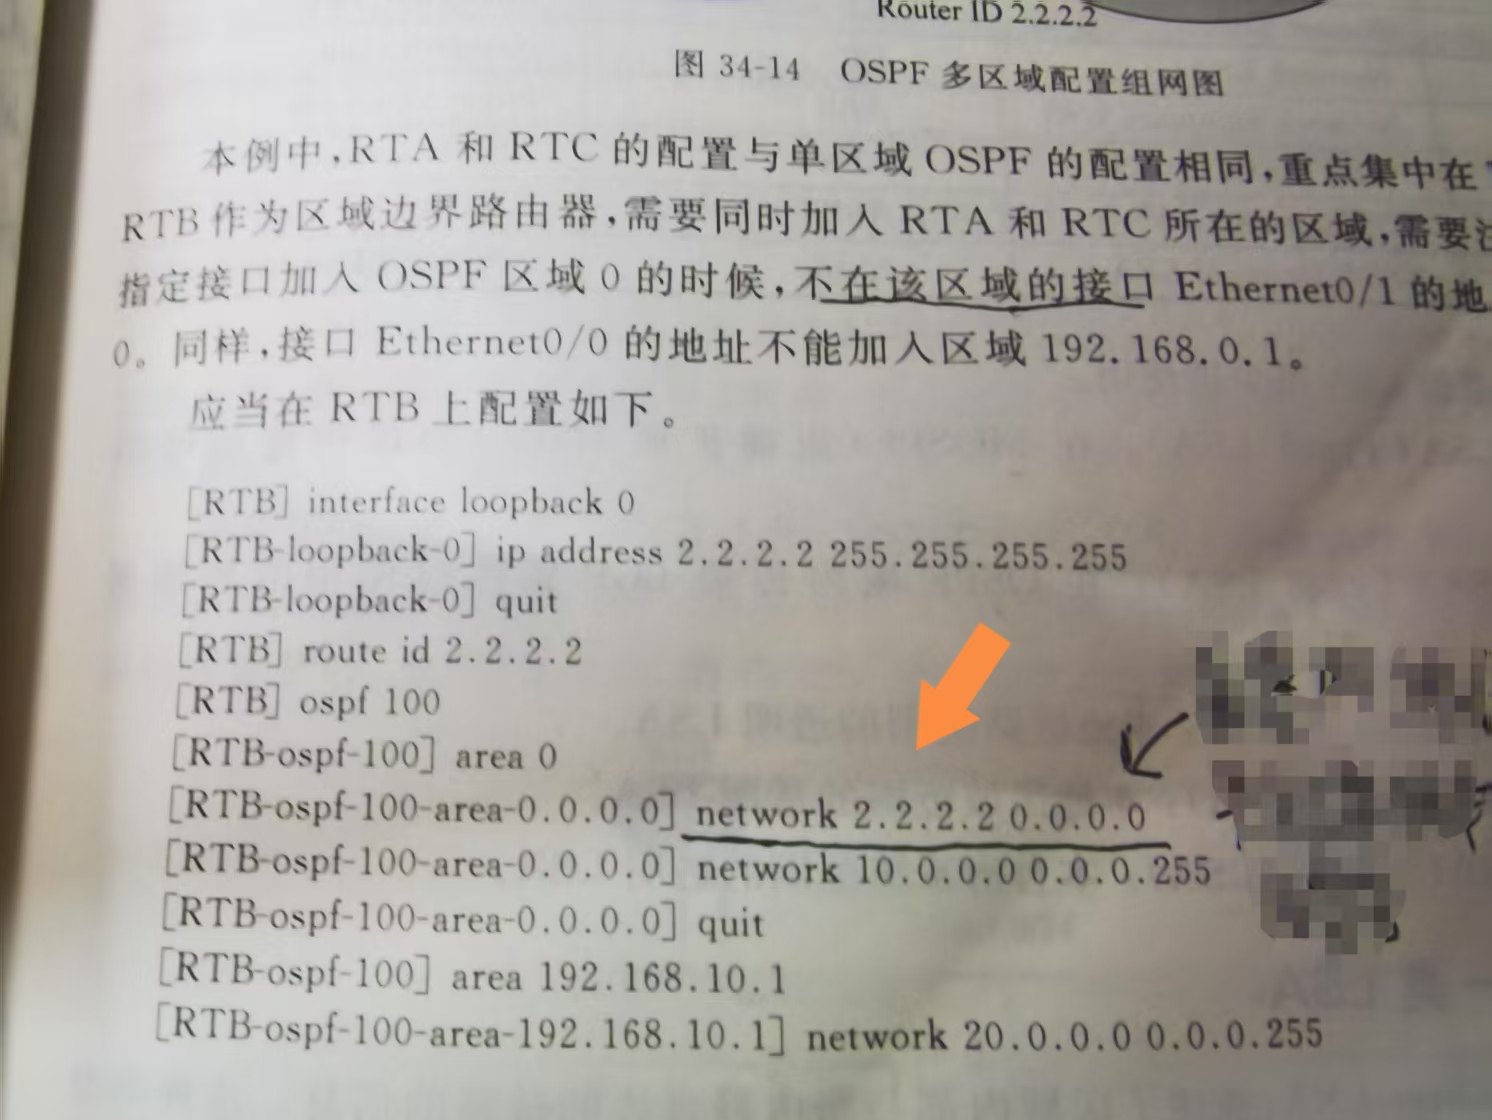 Router ID 2.2.2.2
图 34-14 OSPF 多区域配置组网图
本例中,RTA 和 RTC 的配置与单区域 OSPF 的配置相同,重点集中在
RTB 作为区域边界路由器,需要同时加入 RTA 和 RTC 所在的区域,需要
指定接口加入 OSPF 区域 0 的时候,不在该区域的接口 Ethernet0/1 的地
0。同样,接口 Ethernet0/0 的地址不能加入区域 192.168.0.1。
应当在 RTB 上配置如下。
[RTB] interface loopback 0
[RTB-loopback-0] ip address 2.2.2.2 255.255.255.255
[RTB-loopback-0] quit
[RTB] route id 2.2.2.2
[RTB] ospf 100
[RTB-ospf-100] area 0
[RTB-ospf-100-area-0.0.0.0] network 2.2.2.2 0.0.0.0
[RTB-ospf-100-area-0.0.0.0] network 10.0.0.0 0.0.0.255
[RTB-ospf-100-area-0.0.0.0] quit
[RTB-ospf-100] area 192.168.10.1
[RTB-ospf-100-area-192.168.10.1] network 20.0.0.0 0.0.0.255